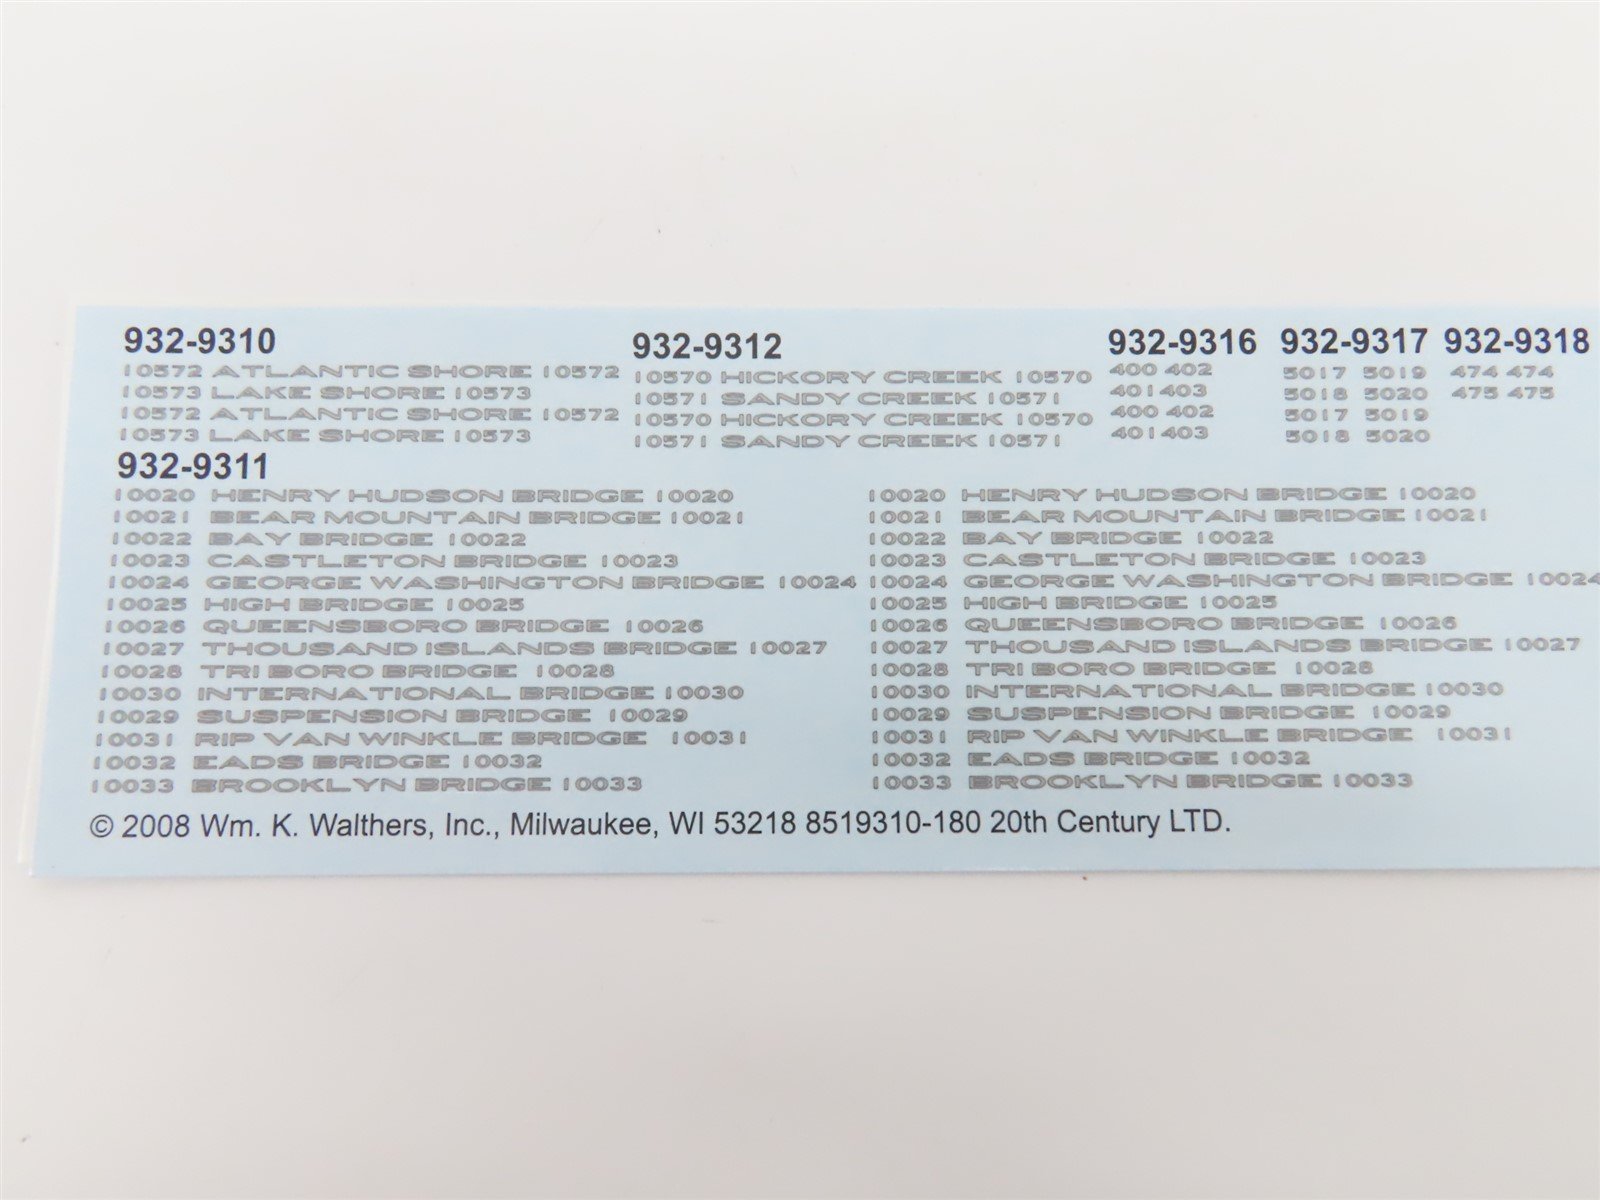 932-9310
10572 ATLANTIC SHORE 10572
10573 LAKE SHORE 10573
10572 ATLANTIC SHORE 10572
10573 LAKE SHORE 10573
932-9312
10570 HICKORY CREEK 10570
10571 SANDY CREEK 10571
10570 HICKORY CREEK 10570
10571 SANDY CREEK 10571
932-9316
400 402
401 403
400 402
401 403
932-9317
5017 5019
5018 5020
5017 5019
5018 5020
932-9318
474 474
475 475
932-9311
10020 HENRY HUDSON BRIDGE 10020
10021 BEAR MOUNTAIN BRIDGE 10021
10022 BAY BRIDGE 10022
10023 CASTLETON BRIDGE 10023
10024 GEORGE WASHINGTON BRIDGE 10024
10025 HIGH BRIDGE 10025
10026 QUEENSBORO BRIDGE 10026
10027 THOUSAND ISLANDS BRIDGE 10027
10028 TRI BORO BRIDGE 10028
10030 INTERNATIONAL BRIDGE 10030
10029 SUSPENSION BRIDGE 10029
10031 RIP VAN WINKLE BRIDGE 10031
10032 EADS BRIDGE 10032
10033 BROOKLYN BRIDGE 10033
10020 HENRY HUDSON BRIDGE 10020
10021 BEAR MOUNTAIN BRIDGE 10021
10022 BAY BRIDGE 10022
10023 CASTLETON BRIDGE 10023
10024 GEORGE WASHINGTON BRIDGE 10024
10025 HIGH BRIDGE 10025
10026 QUEENSBORO BRIDGE 10026
10027 THOUSAND ISLANDS BRIDGE 10027
10028 TRI BORO BRIDGE 10028
10030 INTERNATIONAL BRIDGE 10030
10029 SUSPENSION BRIDGE 10029
10031 RIP VAN WINKLE BRIDGE 10031
10032 EADS BRIDGE 10032
10033 BROOKLYN BRIDGE 10033
© 2008 Wm. K. Walthers, Inc., Milwaukee, WI 53218 8519310-180 20th Century LTD.